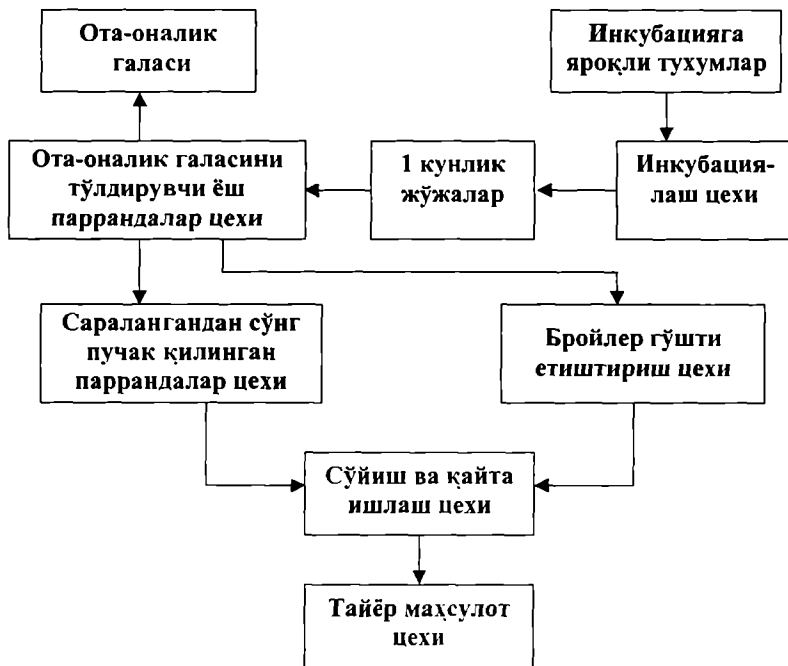 Ота-оналик
галаси
Инкубацияга
яроқли тухумлар
Ота-оналик галасини
тўлдирувчи ёш
паррандалар цехи
1 кунлик
жўжалар
Инкубация-
лаш цехи
Саралангандан сўнг
пучак қилинган
паррандалар цехи
Бройлер гўшти
етиштириш цехи
Сўйиш ва қайта
ишлаш цехи
Тайёр маҳсулот
цехи